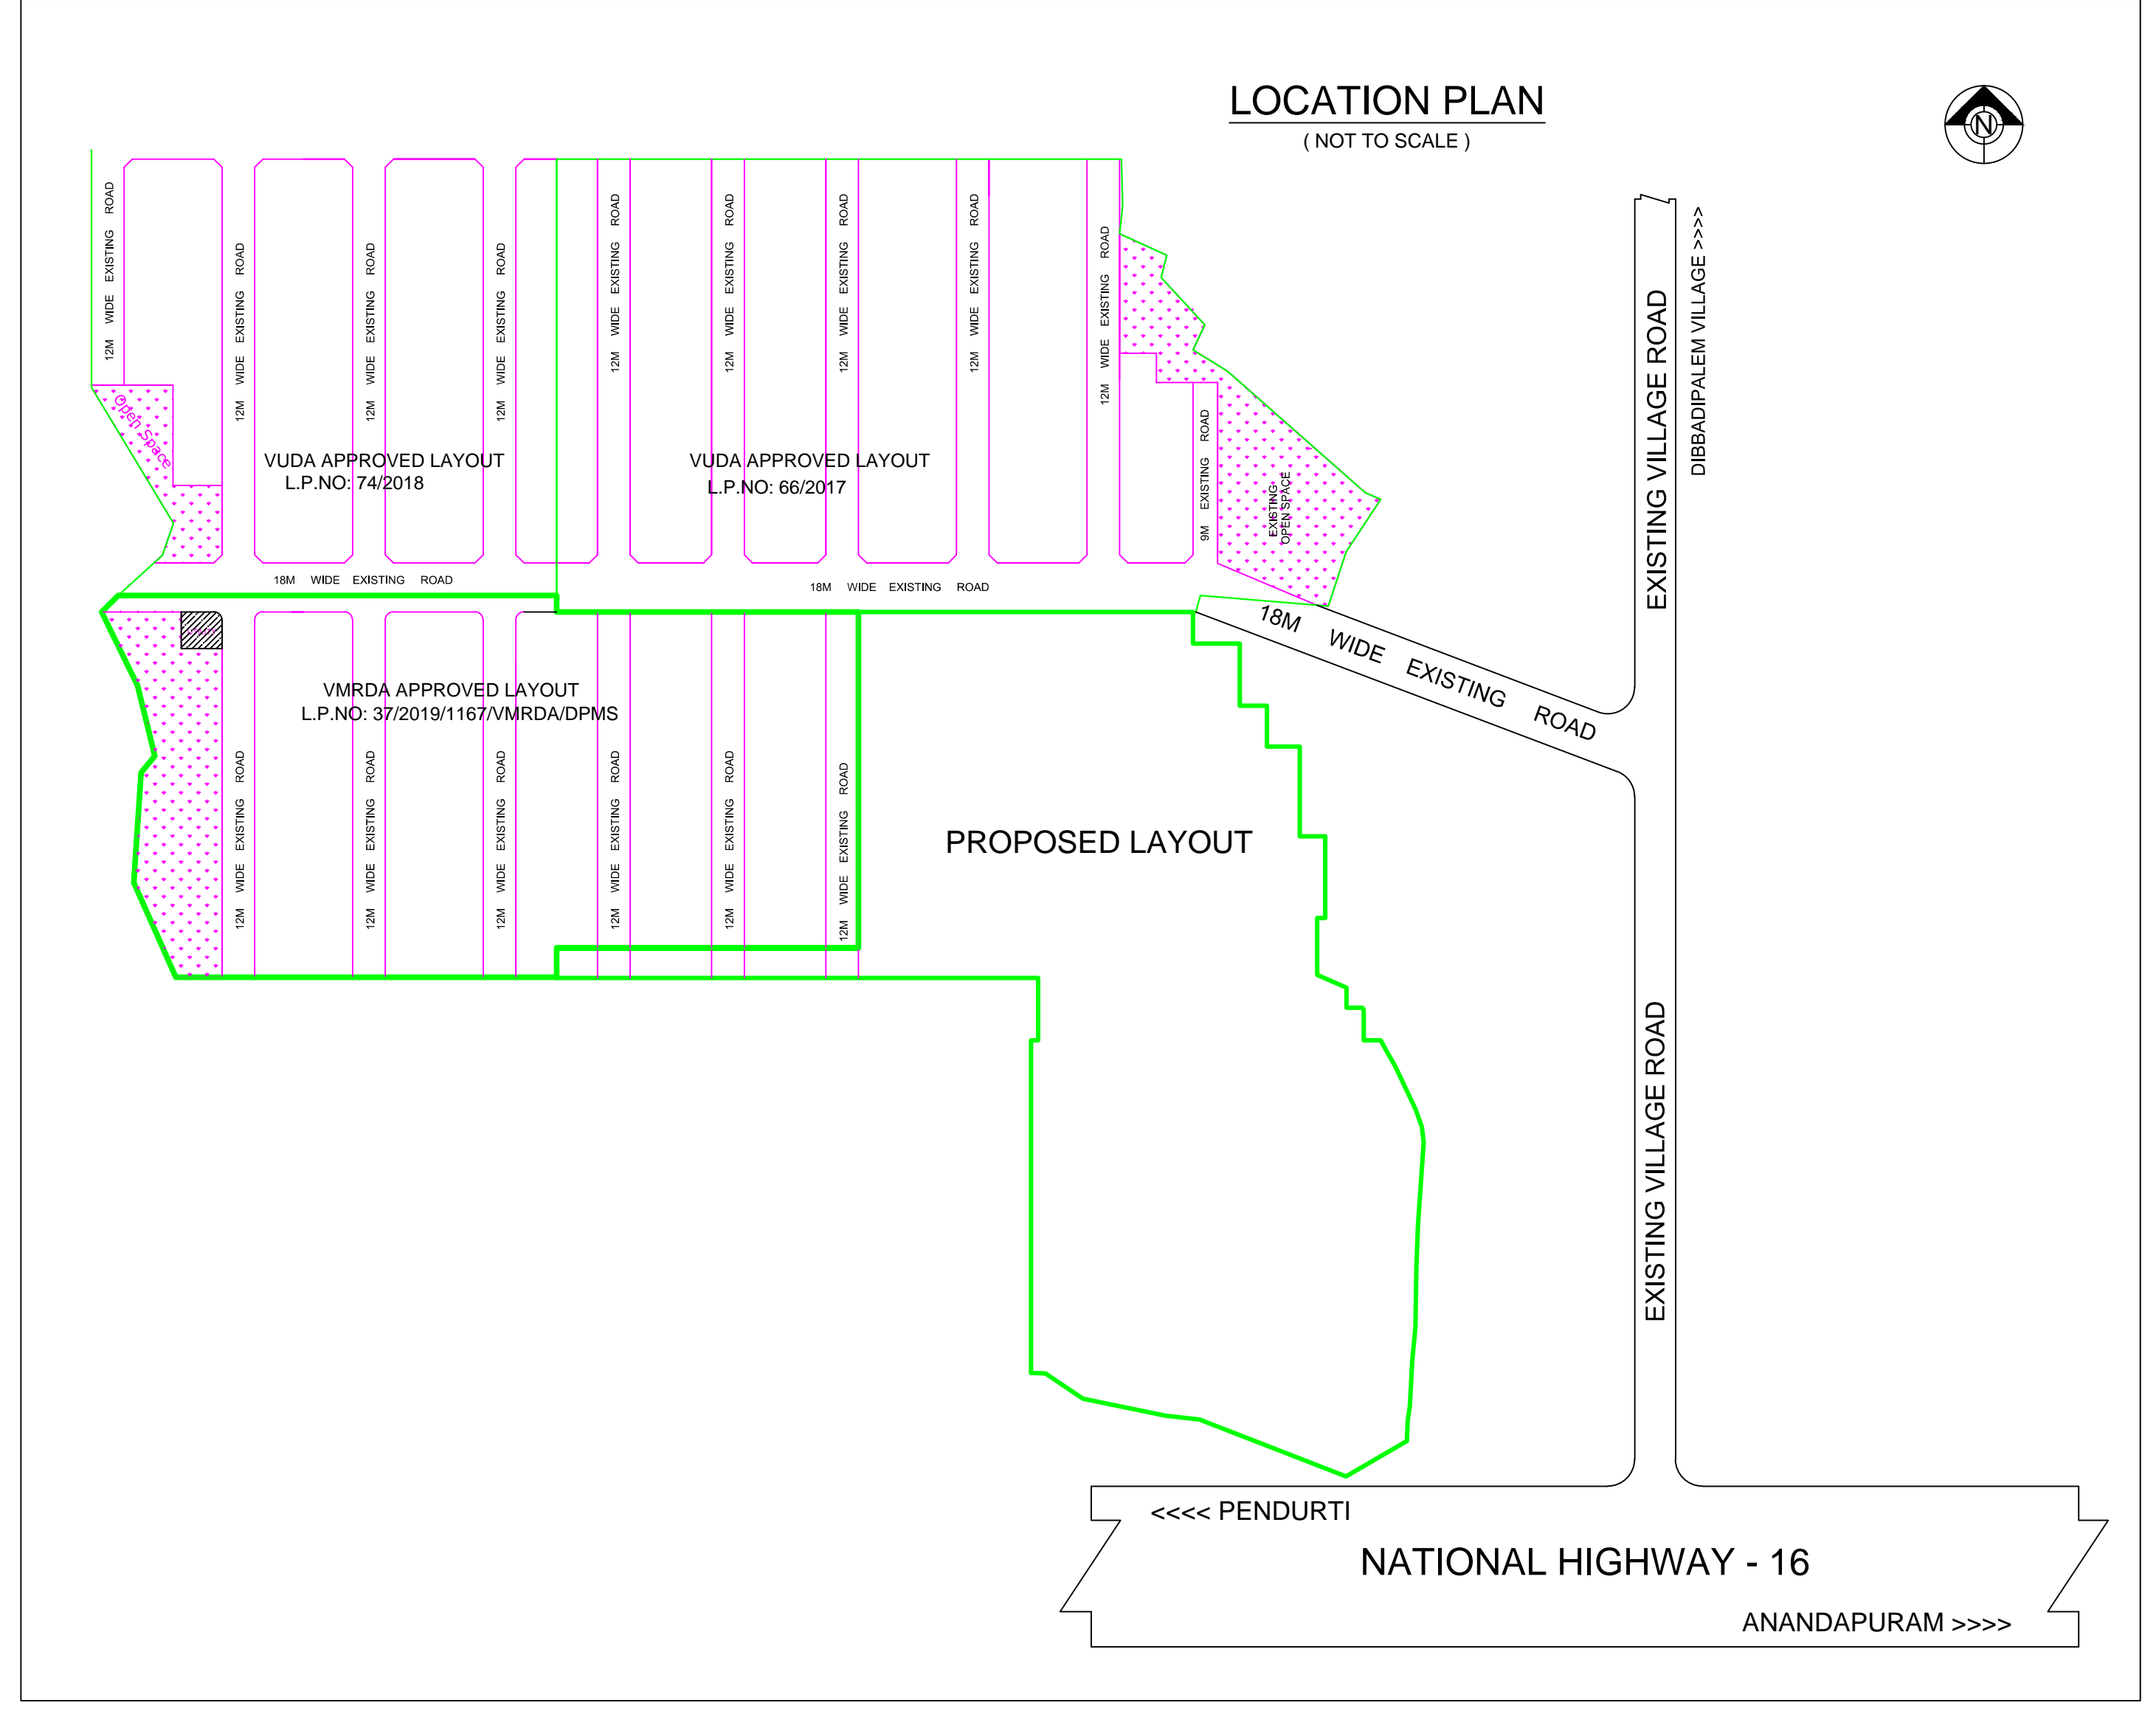 LOCATION PLAN
( NOT TO SCALE )
N
12M WIDE EXISTING ROAD
12M WIDE EXISTING ROAD
12M WIDE EXISTING ROAD
12M WIDE EXISTING ROAD
12M WIDE EXISTING ROAD
12M WIDE EXISTING ROAD
12M WIDE EXISTING ROAD
12M WIDE EXISTING ROAD
12M WIDE EXISTING ROAD
9M EXISTING ROAD
Open Space
VUDA APPROVED LAYOUT
L.P.NO: 74/2018
VUDA APPROVED LAYOUT
L.P.NO: 66/2017
EXISTING
OPEN SPACE
EXISTING VILLAGE ROAD
DIBBADIPALEM VILLAGE >>>>
18M WIDE EXISTING ROAD
18M WIDE EXISTING ROAD
18M WIDE EXISTING ROAD
VMRDA APPROVED LAYOUT
L.P.NO: 37/2019/1167/VMRDA/DPMS
12M WIDE EXISTING ROAD
12M WIDE EXISTING ROAD
12M WIDE EXISTING ROAD
12M WIDE EXISTING ROAD
12M WIDE EXISTING ROAD
12M WIDE EXISTING ROAD
PROPOSED LAYOUT
EXISTING VILLAGE ROAD
<<<< PENDURTI
NATIONAL HIGHWAY - 16
ANANDAPURAM >>>>